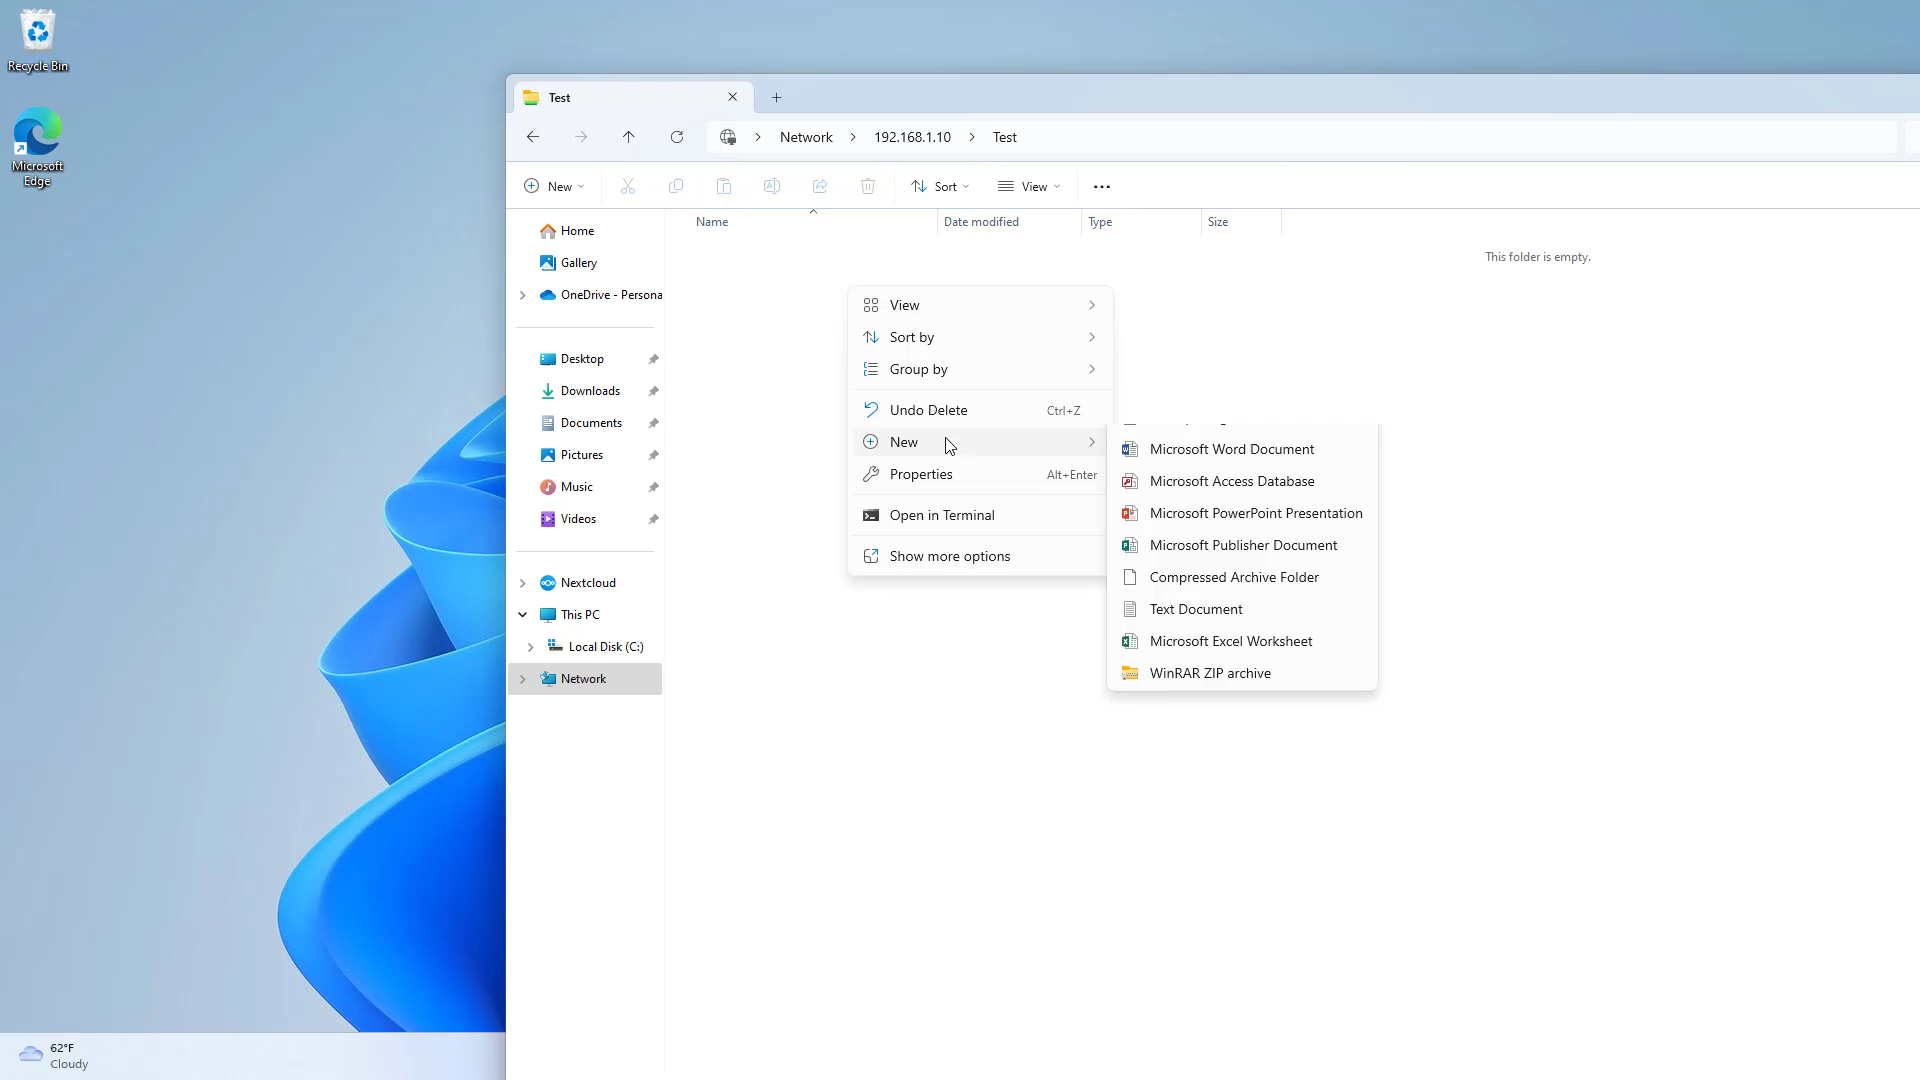 Recycle Bin
Microsoft
Edge
Test
Network
192.168.1.10
Test
New
Sort
View
Name
Date modified
Type
Size
This folder is empty.
Home
Gallery
OneDrive - Persona
Desktop
Downloads
Documents
Pictures
Music
Videos
Nextcloud
This PC
Local Disk (C:)
Network
View
Sort by
Group by
Undo Delete Ctrl+Z
New
Properties Alt+Enter
Open in Terminal
Show more options
Microsoft Word Document
Microsoft Access Database
Microsoft PowerPoint Presentation
Microsoft Publisher Document
Compressed Archive Folder
Text Document
Microsoft Excel Worksheet
WinRAR ZIP archive
62°F
Cloudy